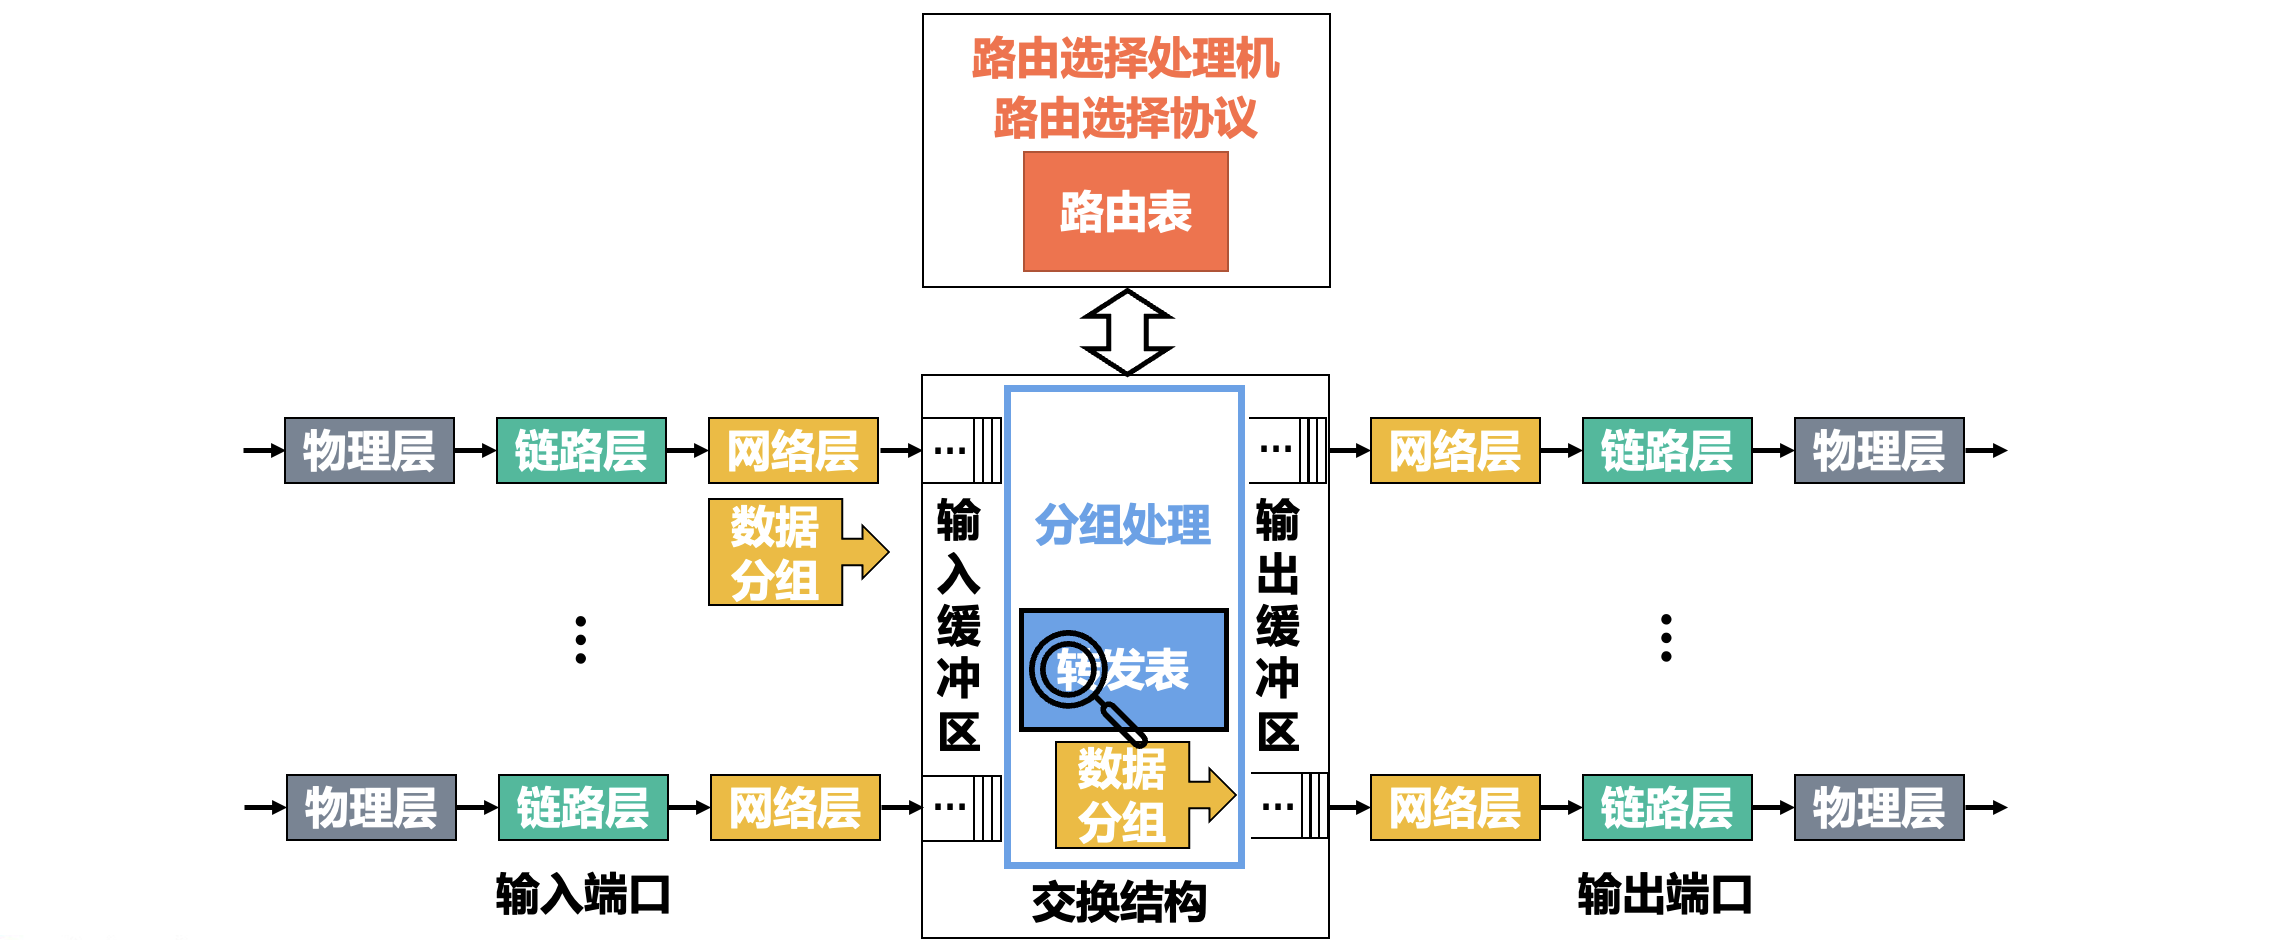 路由选择处理机
路由选择协议
路由表
物理层
链路层
网络层
...
...
网络层
链路层
物理层
数据
分组
输入缓冲区
分组处理
转发表
数据
分组
输出缓冲区
物理层
链路层
网络层
...
...
网络层
链路层
物理层
输入端口
交换结构
输出端口